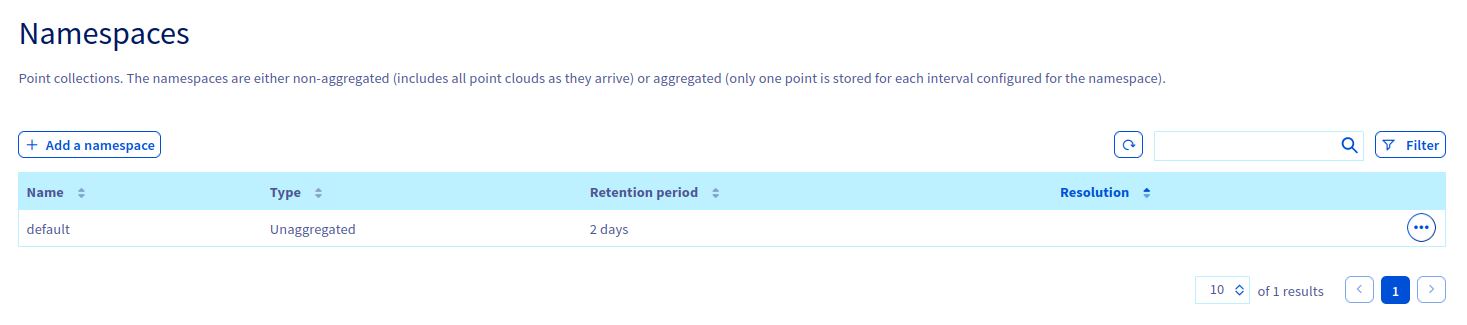 Namespaces
Point collections. The namespaces are either non-aggregated (includes all point clouds as they arrive) or aggregated (only one point is stored for each interval configured for the namespace).
+ Add a namespace
Filter
Name Type Retention period Resolution
default Unaggregated 2 days
10 of 1 results 1